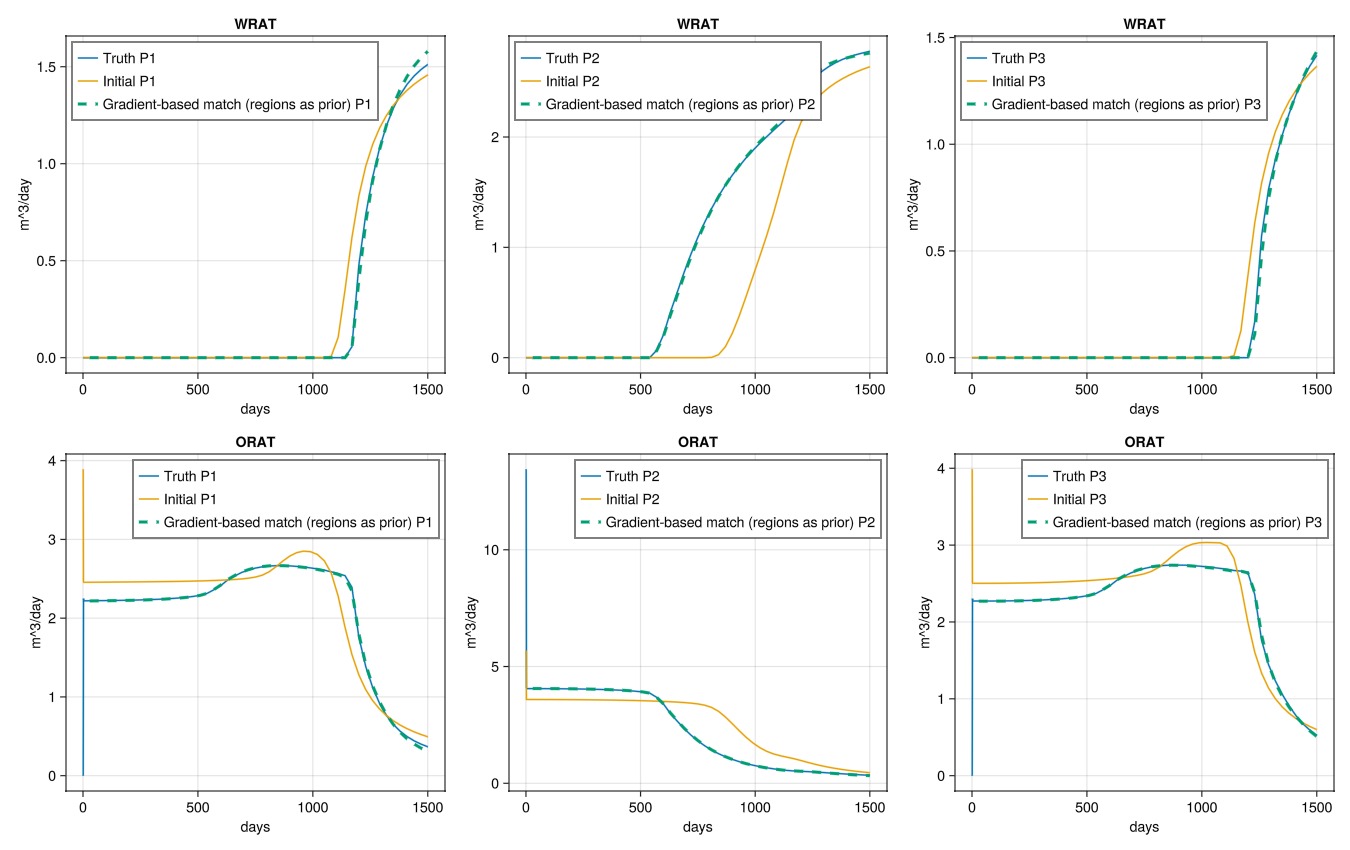 WRAT
Truth P1
Initial P1
Gradient-based match (regions as prior) P1
m^3/day
1.5
1.0
0.5
0.0
0 500 1000 1500
days
WRAT
Truth P2
Initial P2
Gradient-based match (regions as prior) P2
m^3/day
2
1
0
0 500 1000 1500
days
WRAT
Truth P3
Initial P3
Gradient-based match (regions as prior) P3
m^3/day
1.5
1.0
0.5
0.0
0 500 1000 1500
days
ORAT
Truth P1
Initial P1
Gradient-based match (regions as prior) P1
m^3/day
4
3
2
1
0
0 500 1000 1500
days
ORAT
Truth P2
Initial P2
Gradient-based match (regions as prior) P2
m^3/day
10
5
0
0 500 1000 1500
days
ORAT
Truth P3
Initial P3
Gradient-based match (regions as prior) P3
m^3/day
4
3
2
1
0
0 500 1000 1500
days